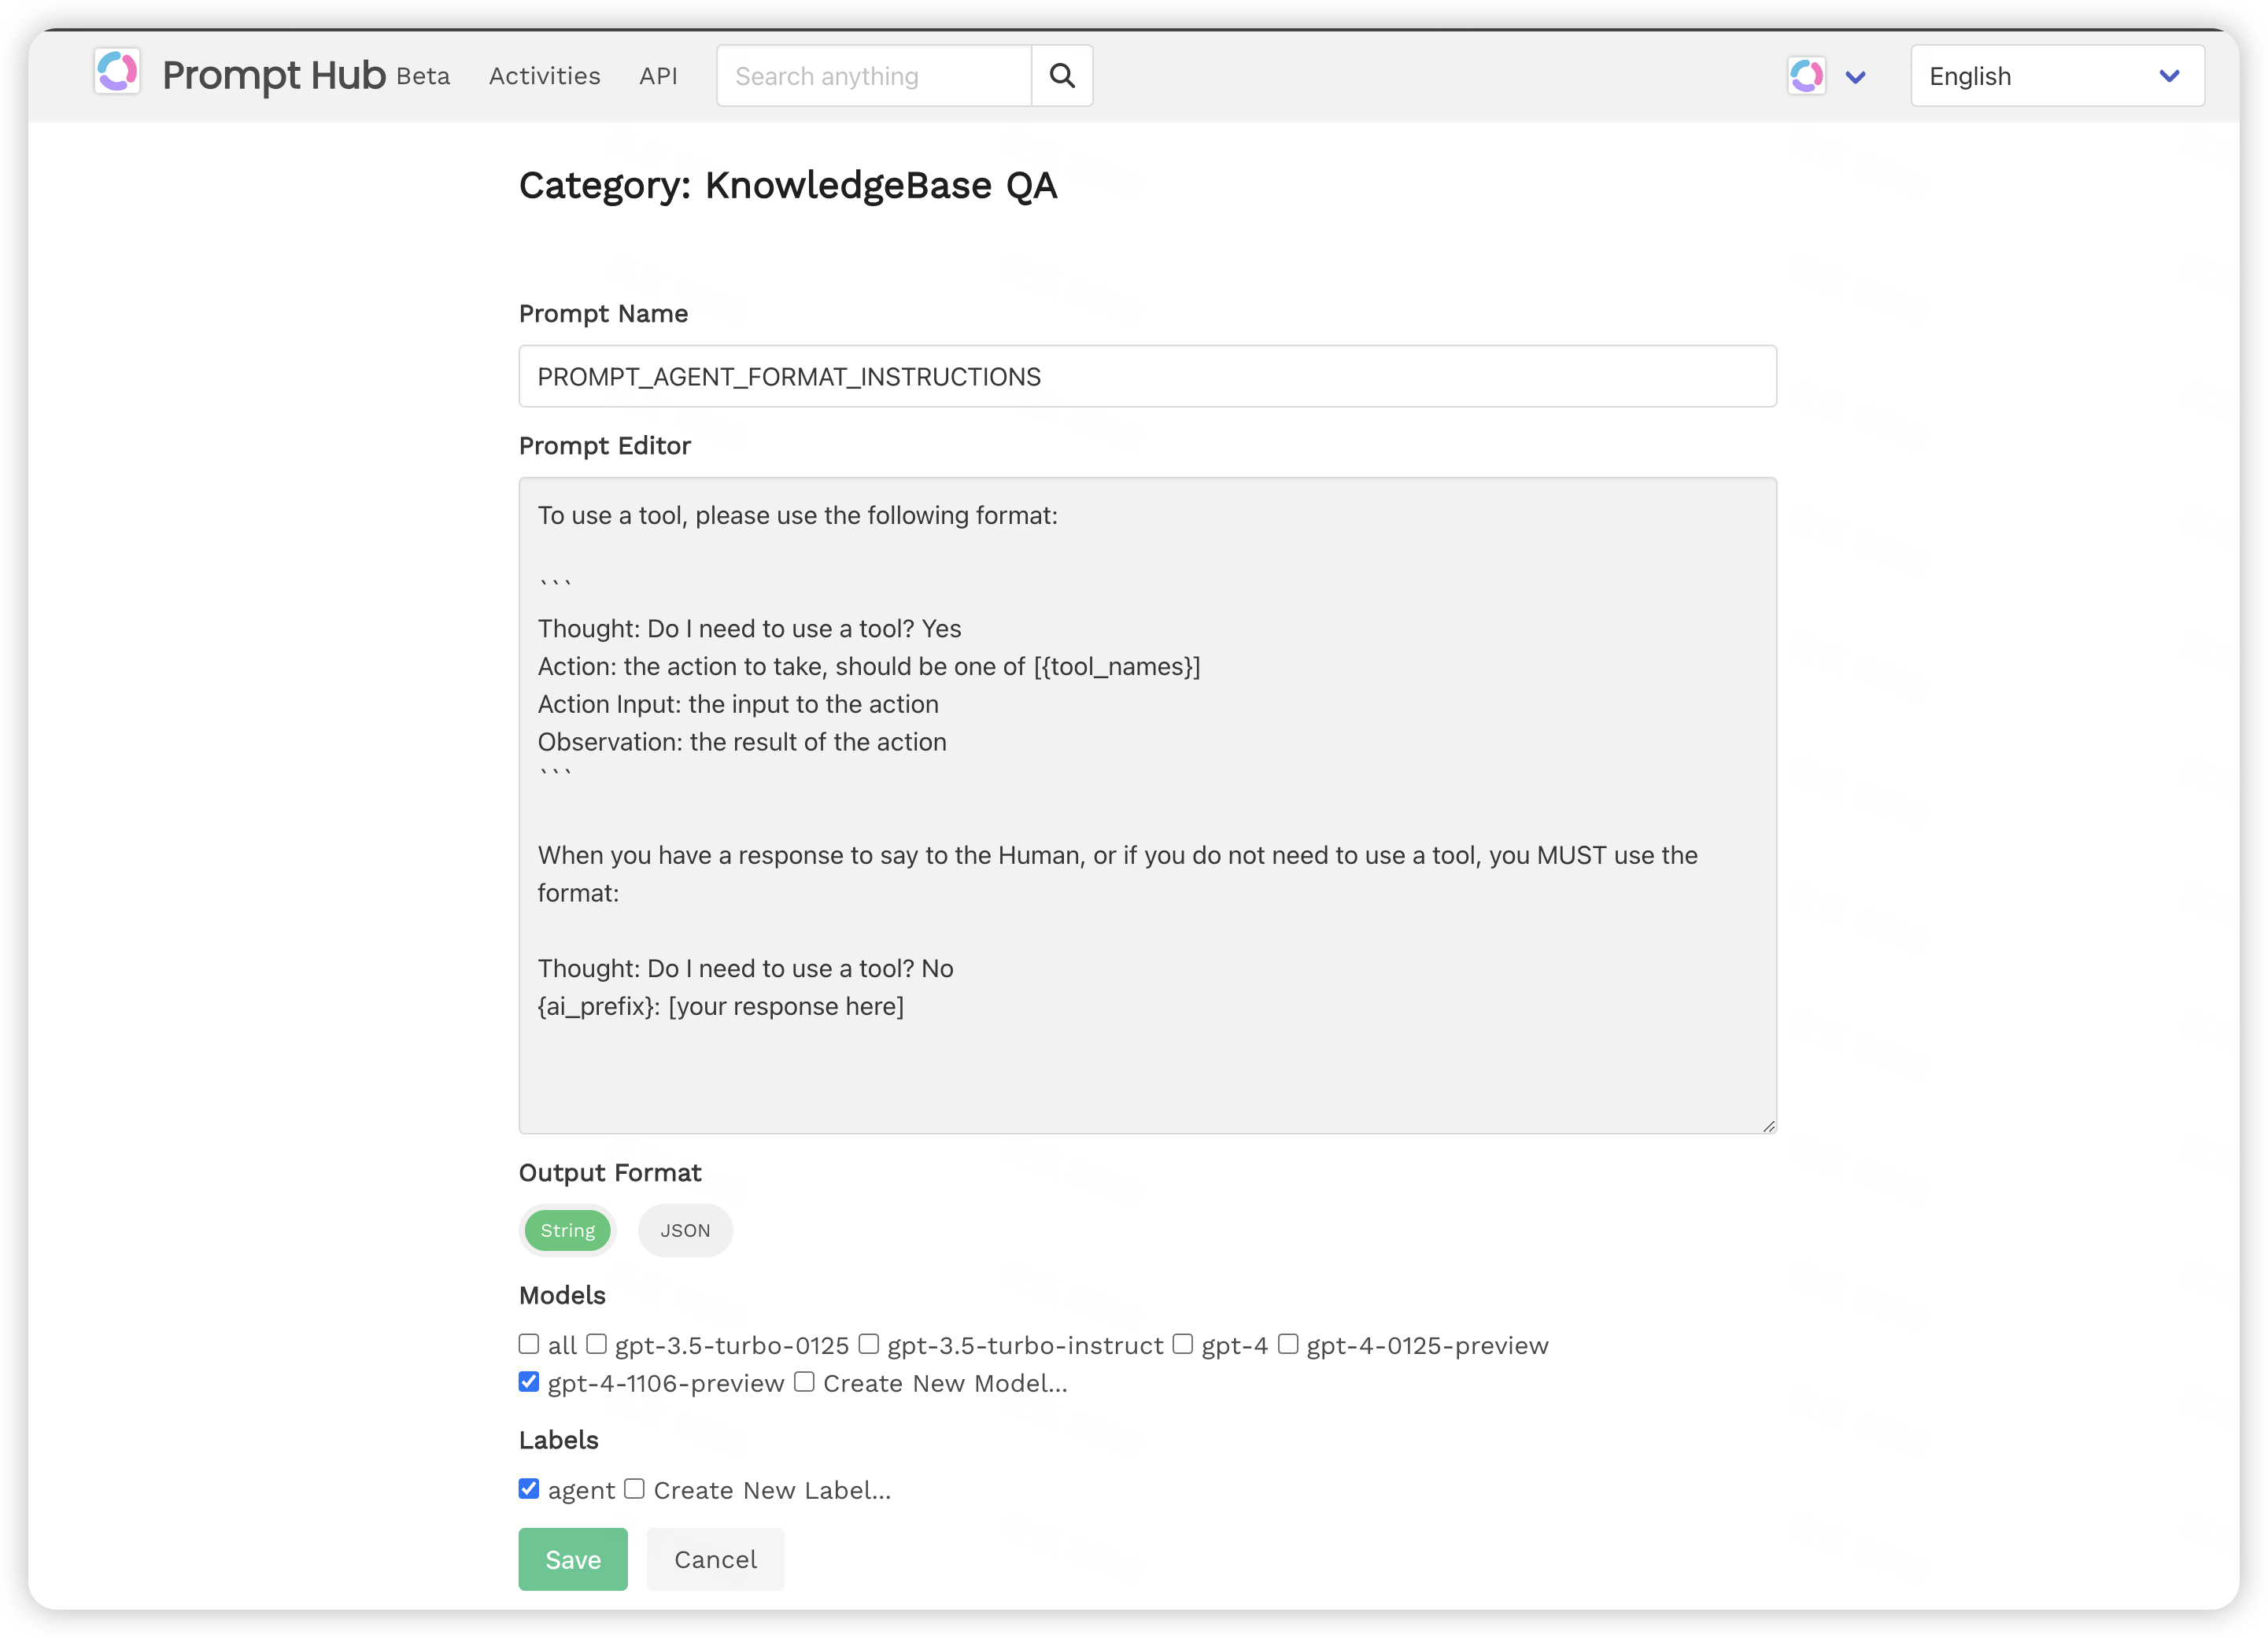 Prompt Hub Beta Activities API Search anything English
Category: KnowledgeBase QA
Prompt Name
PROMPT_AGENT_FORMAT_INSTRUCTIONS
Prompt Editor
To use a tool, please use the following format:
```
Thought: Do I need to use a tool? Yes
Action: the action to take, should be one of [{tool_names}]
Action Input: the input to the action
Observation: the result of the action
```
When you have a response to say to the Human, or if you do not need to use a tool, you MUST use the
format:
Thought: Do I need to use a tool? No
{ai_prefix}: [your response here]
Output Format
String JSON
Models
all gpt-3.5-turbo-0125 gpt-3.5-turbo-instruct gpt-4 gpt-4-0125-preview
gpt-4-1106-preview Create New Model...
Labels
agent Create New Label...
Save Cancel